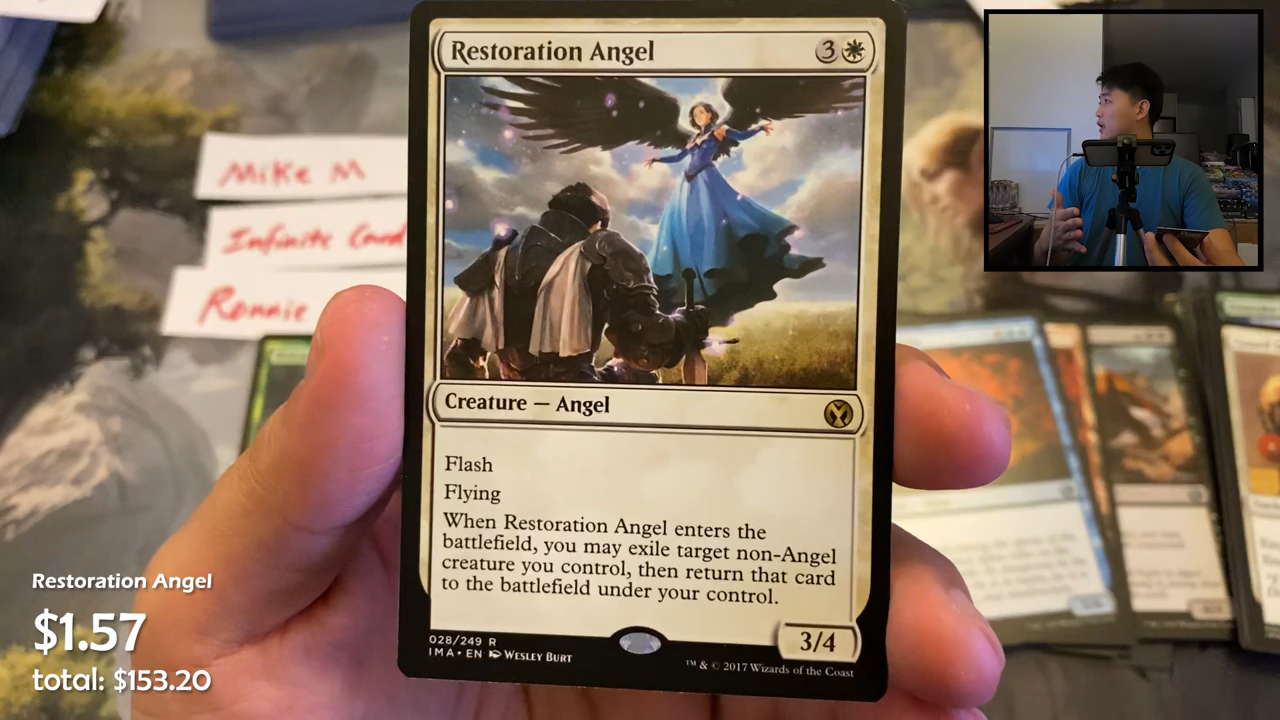 Restoration Angel
3
Mike M
Infinite Card
Ronnie
Creature — Angel
Flash
Flying
When Restoration Angel enters the
battlefield, you may exile target non-Angel
creature you control, then return that card
to the battlefield under your control.
3/4
028/249 R
IMA • EN Wesley Burt
™ & © 2017 Wizards of the Coast
Restoration Angel
$1.57
total: $153.20